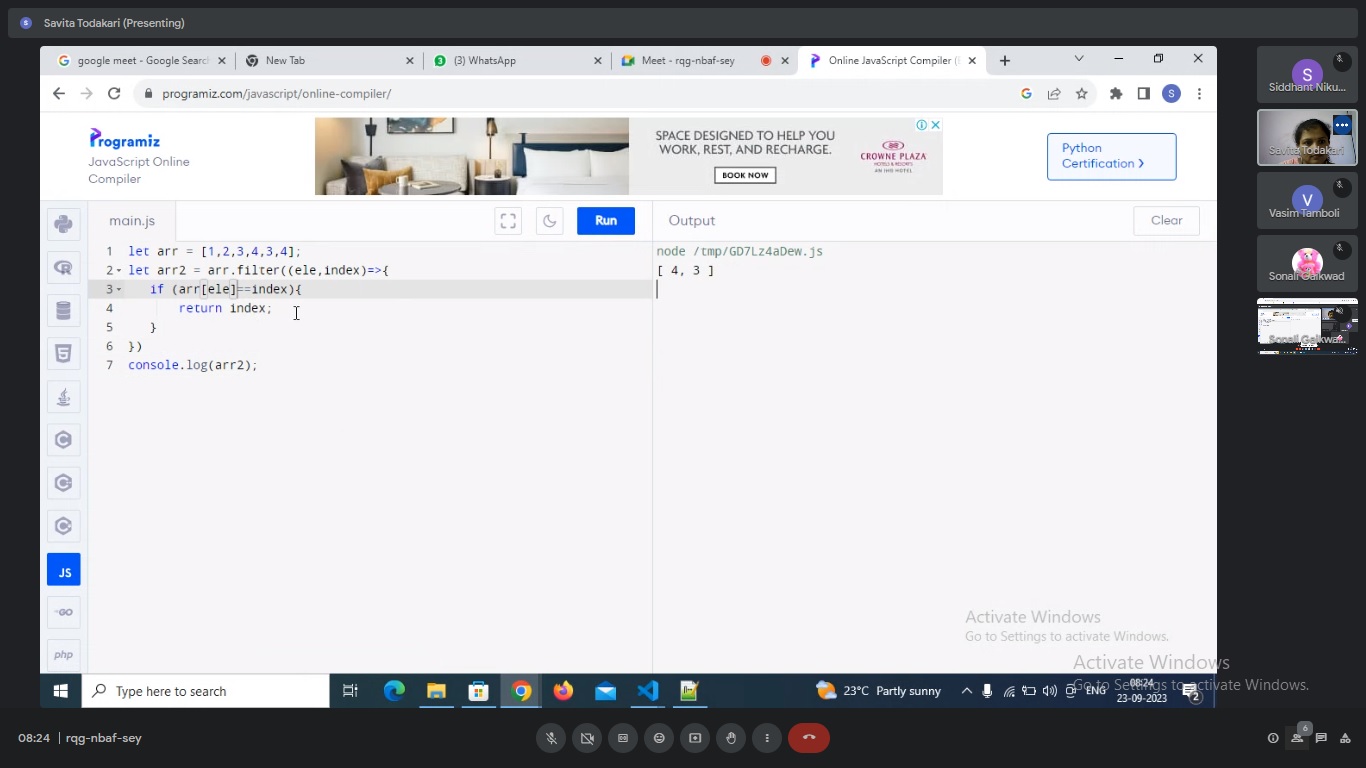 S Savita Todakari (Presenting)
google meet - Google Searc
New Tab
(3) WhatsApp
Meet - rqg-nbaf-sey
Online JavaScript Compiler (
programiz.com/javascript/online-compiler/
Programiz
JavaScript Online
Compiler
SPACE DESIGNED TO HELP YOU
WORK, REST, AND RECHARGE.
BOOK NOW
CROWNE PLAZA
HOTELS & RESORTS
AN IHG HOTEL
Python
Certification >
main.js
Run
Output
Clear
1 let arr = [1,2,3,4,3,4];
2 let arr2 = arr.filter((ele,index)=>{
3 if (arr[ele]==index){
4 return index;
5 }
6 })
7 console.log(arr2);
node /tmp/GD7Lz4aDew.js
[ 4, 3 ]
JS
GO
php
S
Siddhant Niku...
Savita Todakari
V
Vasim Tamboli
Sonali Gaikwad
Sonali Gaikwa...
Activate Windows
Go to Settings to activate Windows.
Activate Windows
Go to Settings to activate Windows.
Type here to search
23°C Partly sunny
ENG
08:24
23-09-2023
2
08:24 | rqg-nbaf-sey
6